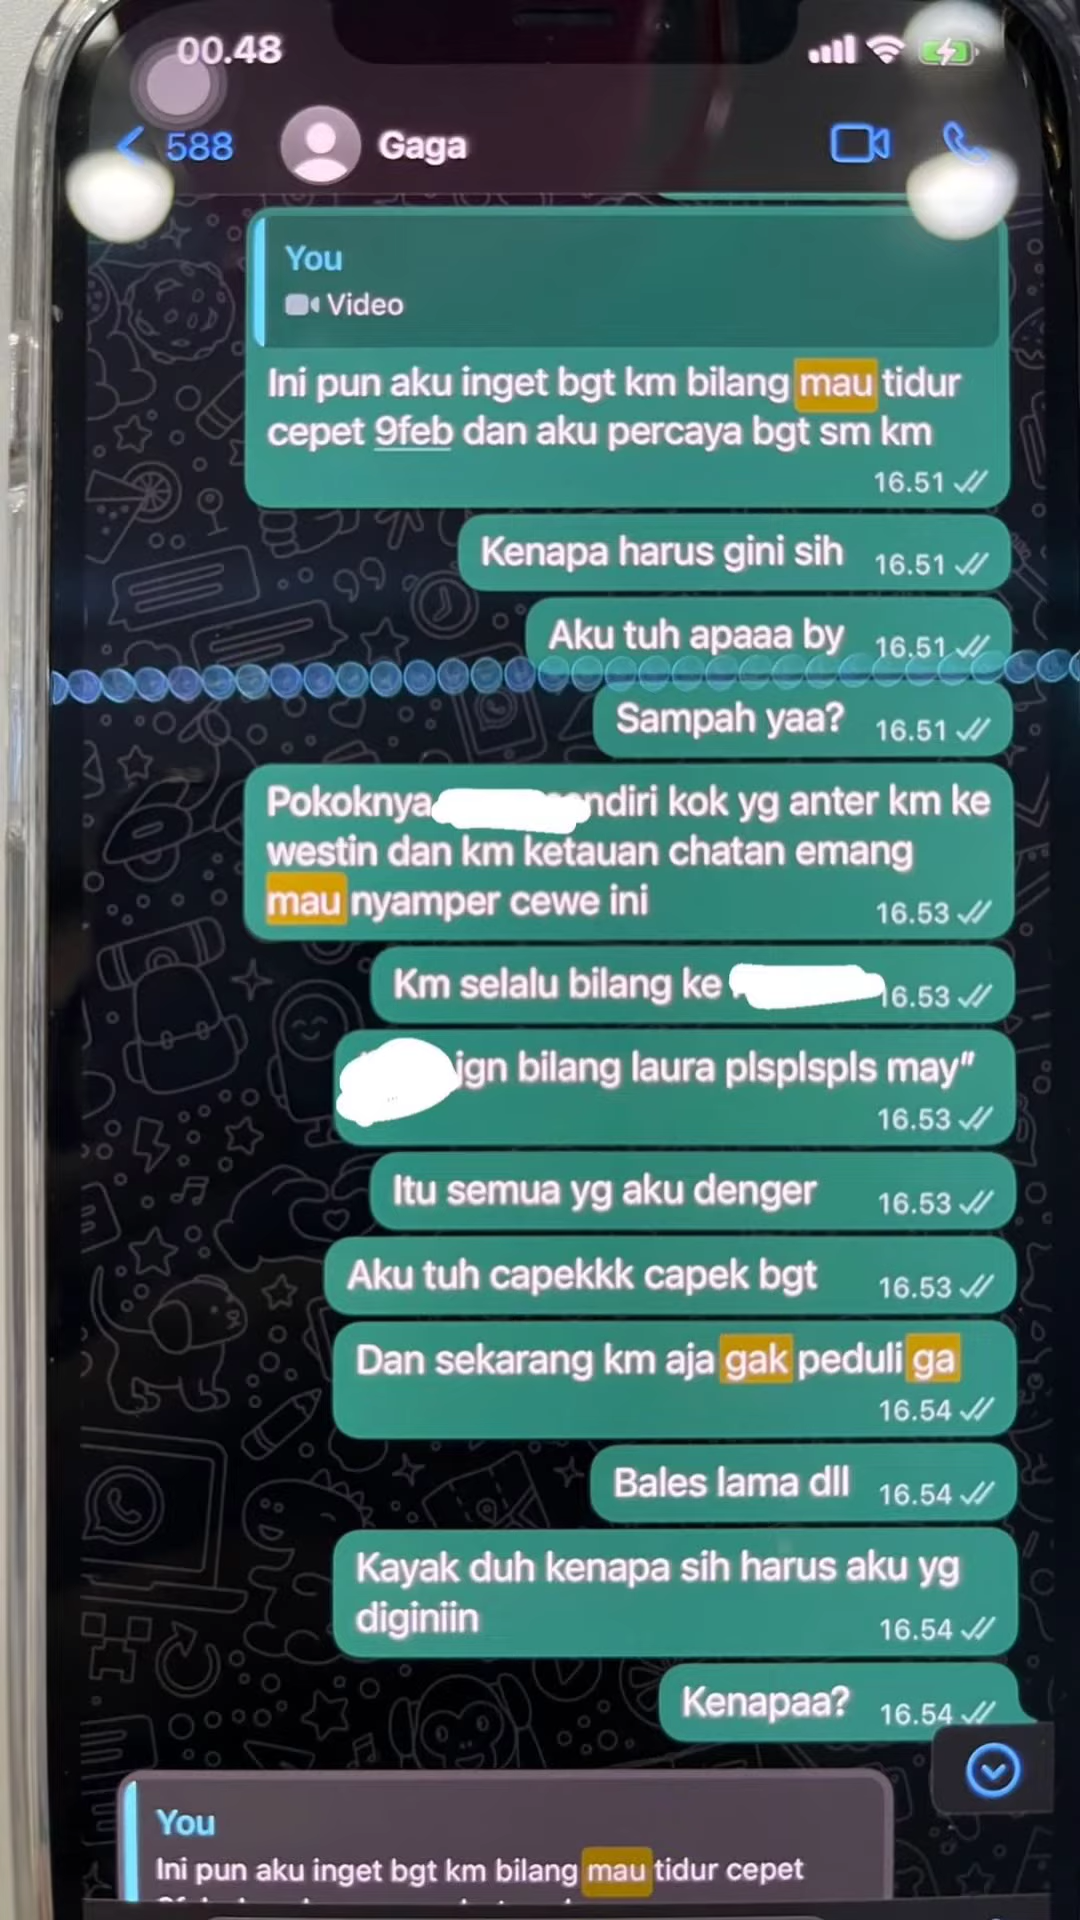 00.48
588
Gaga
You
Video
Ini pun aku inget bgt km bilang mau tidur
cepet 9feb dan aku percaya bgt sm km
16.51
Kenapa harus gini sih 16.51
Aku tuh apaaa by 16.51
Sampah yaa? 16.51
Pokoknya ndiri kok yg anter km ke
westin dan km ketauan chatan emang
mau nyamper cewe ini 16.53
Km selalu bilang ke 16.53
jgn bilang laura plsplspls may"
16.53
Itu semua yg aku denger 16.53
Aku tuh capekkk capek bgt 16.53
Dan sekarang km aja gak peduli ga
16.54
Bales lama dll 16.54
Kayak duh kenapa sih harus aku yg
diginiin 16.54
Kenapaa? 16.54
You
Ini pun aku inget bgt km bilang mau tidur cepet